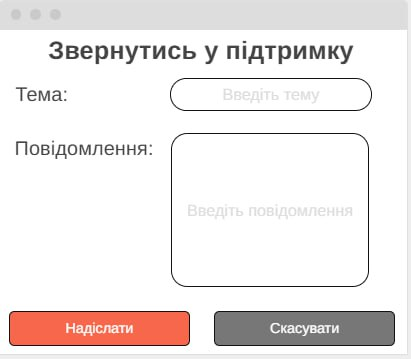 Звернутись у підтримку
Тема:
Введіть тему
Повідомлення:
Введіть повідомлення
Надіслати
Скасувати